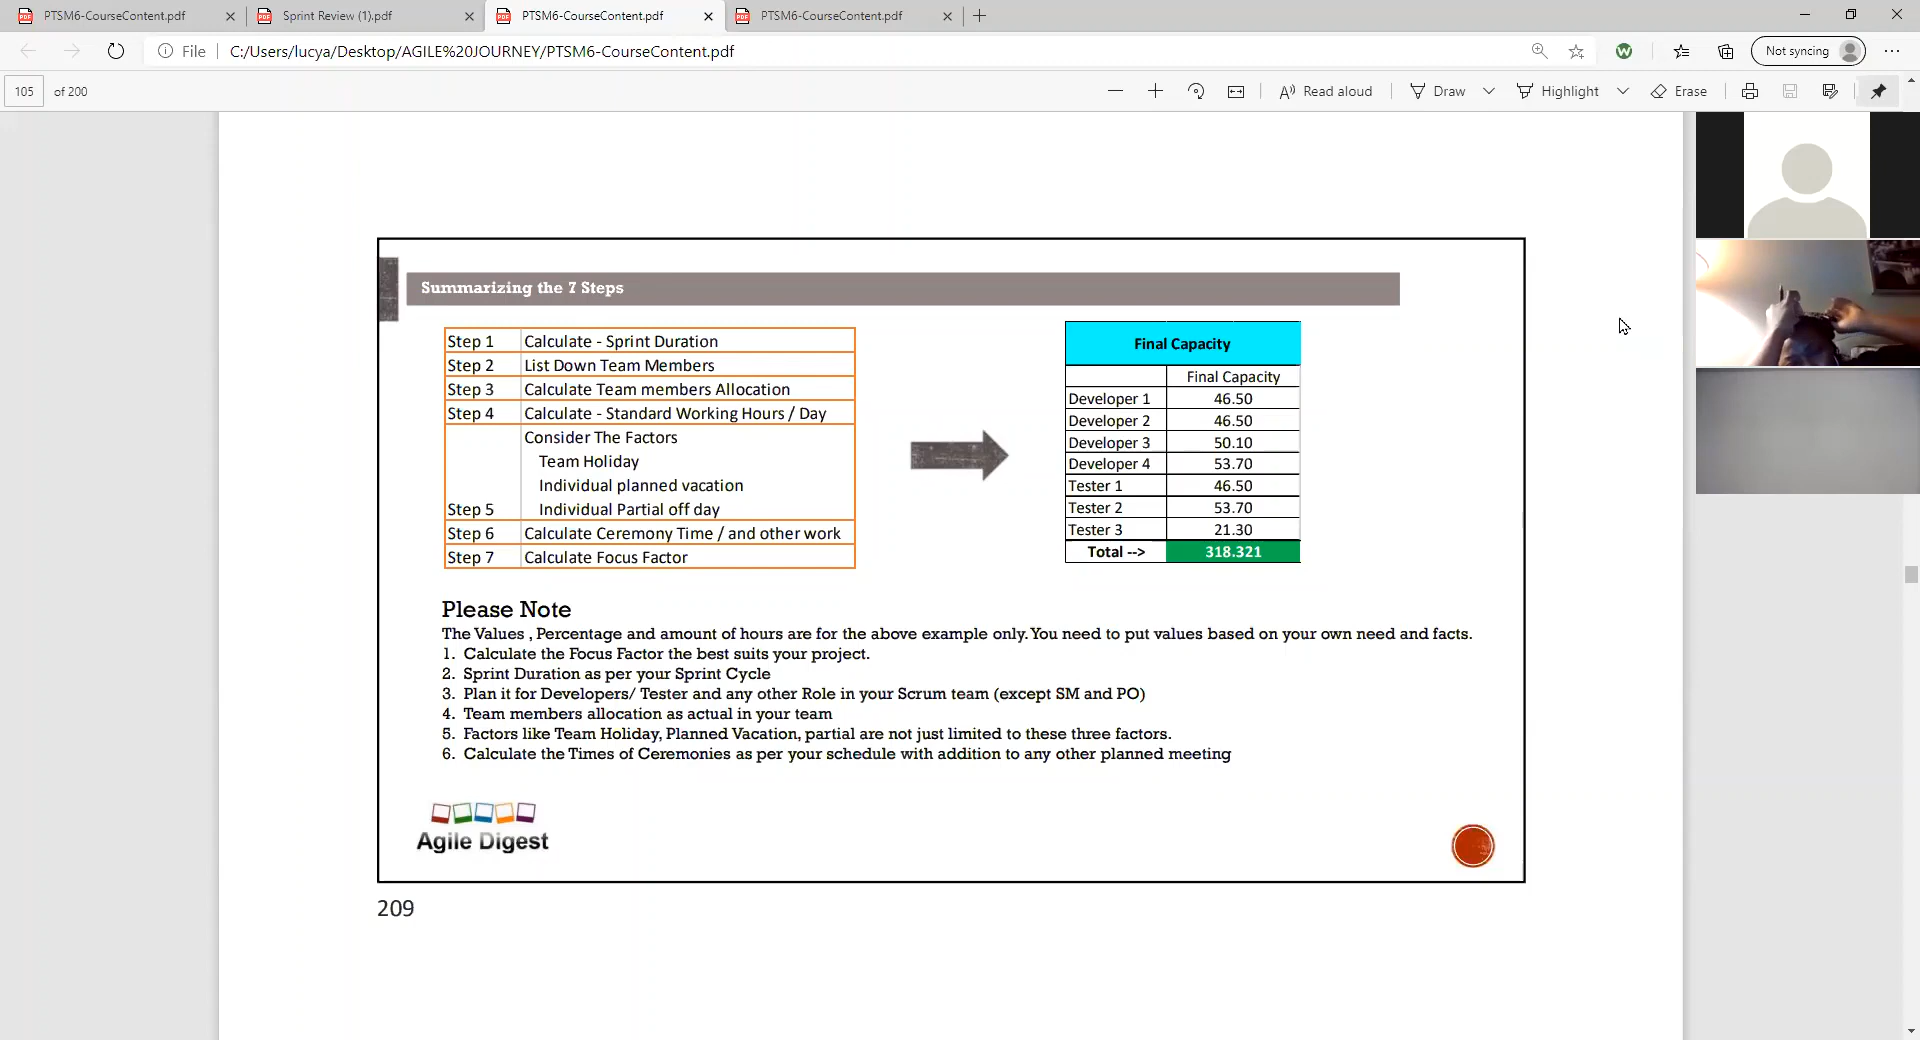 PTSM6-CourseContent.pdf
Sprint Review (1).pdf
PTSM6-CourseContent.pdf
PTSM6-CourseContent.pdf
File
C:/Users/lucya/Desktop/AGILE%20JOURNEY/PTSM6-CourseContent.pdf
Not syncing
105 of 200
Read aloud
Draw
Highlight
Erase
Summarizing the 7 Steps
Step 1 Calculate - Sprint Duration
Step 2 List Down Team Members
Step 3 Calculate Team members Allocation
Step 4 Calculate - Standard Working Hours / Day
Consider The Factors
Team Holiday
Individual planned vacation
Step 5 Individual Partial off day
Step 6 Calculate Ceremony Time / and other work
Step 7 Calculate Focus Factor
Final Capacity
Final Capacity
Developer 1 46.50
Developer 2 46.50
Developer 3 50.10
Developer 4 53.70
Tester 1 46.50
Tester 2 53.70
Tester 3 21.30
Total --> 318.321
Please Note
The Values , Percentage and amount of hours are for the above example only. You need to put values based on your own need and facts.
1. Calculate the Focus Factor the best suits your project.
2. Sprint Duration as per your Sprint Cycle
3. Plan it for Developers/ Tester and any other Role in your Scrum team (except SM and PO)
4. Team members allocation as actual in your team
5. Factors like Team Holiday, Planned Vacation, partial are not just limited to these three factors.
6. Calculate the Times of Ceremonies as per your schedule with addition to any other planned meeting
Agile Digest
209